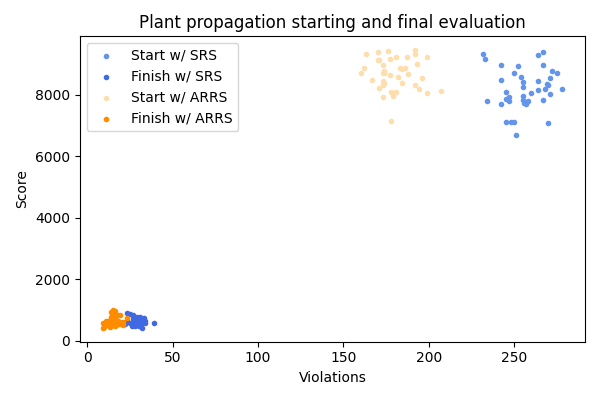 Plant propagation starting and final evaluation
Start w/ SRS
Finish w/ SRS
Start w/ ARRS
Finish w/ ARRS
Score
8000
6000
4000
2000
0
0 50 100 150 200 250
Violations